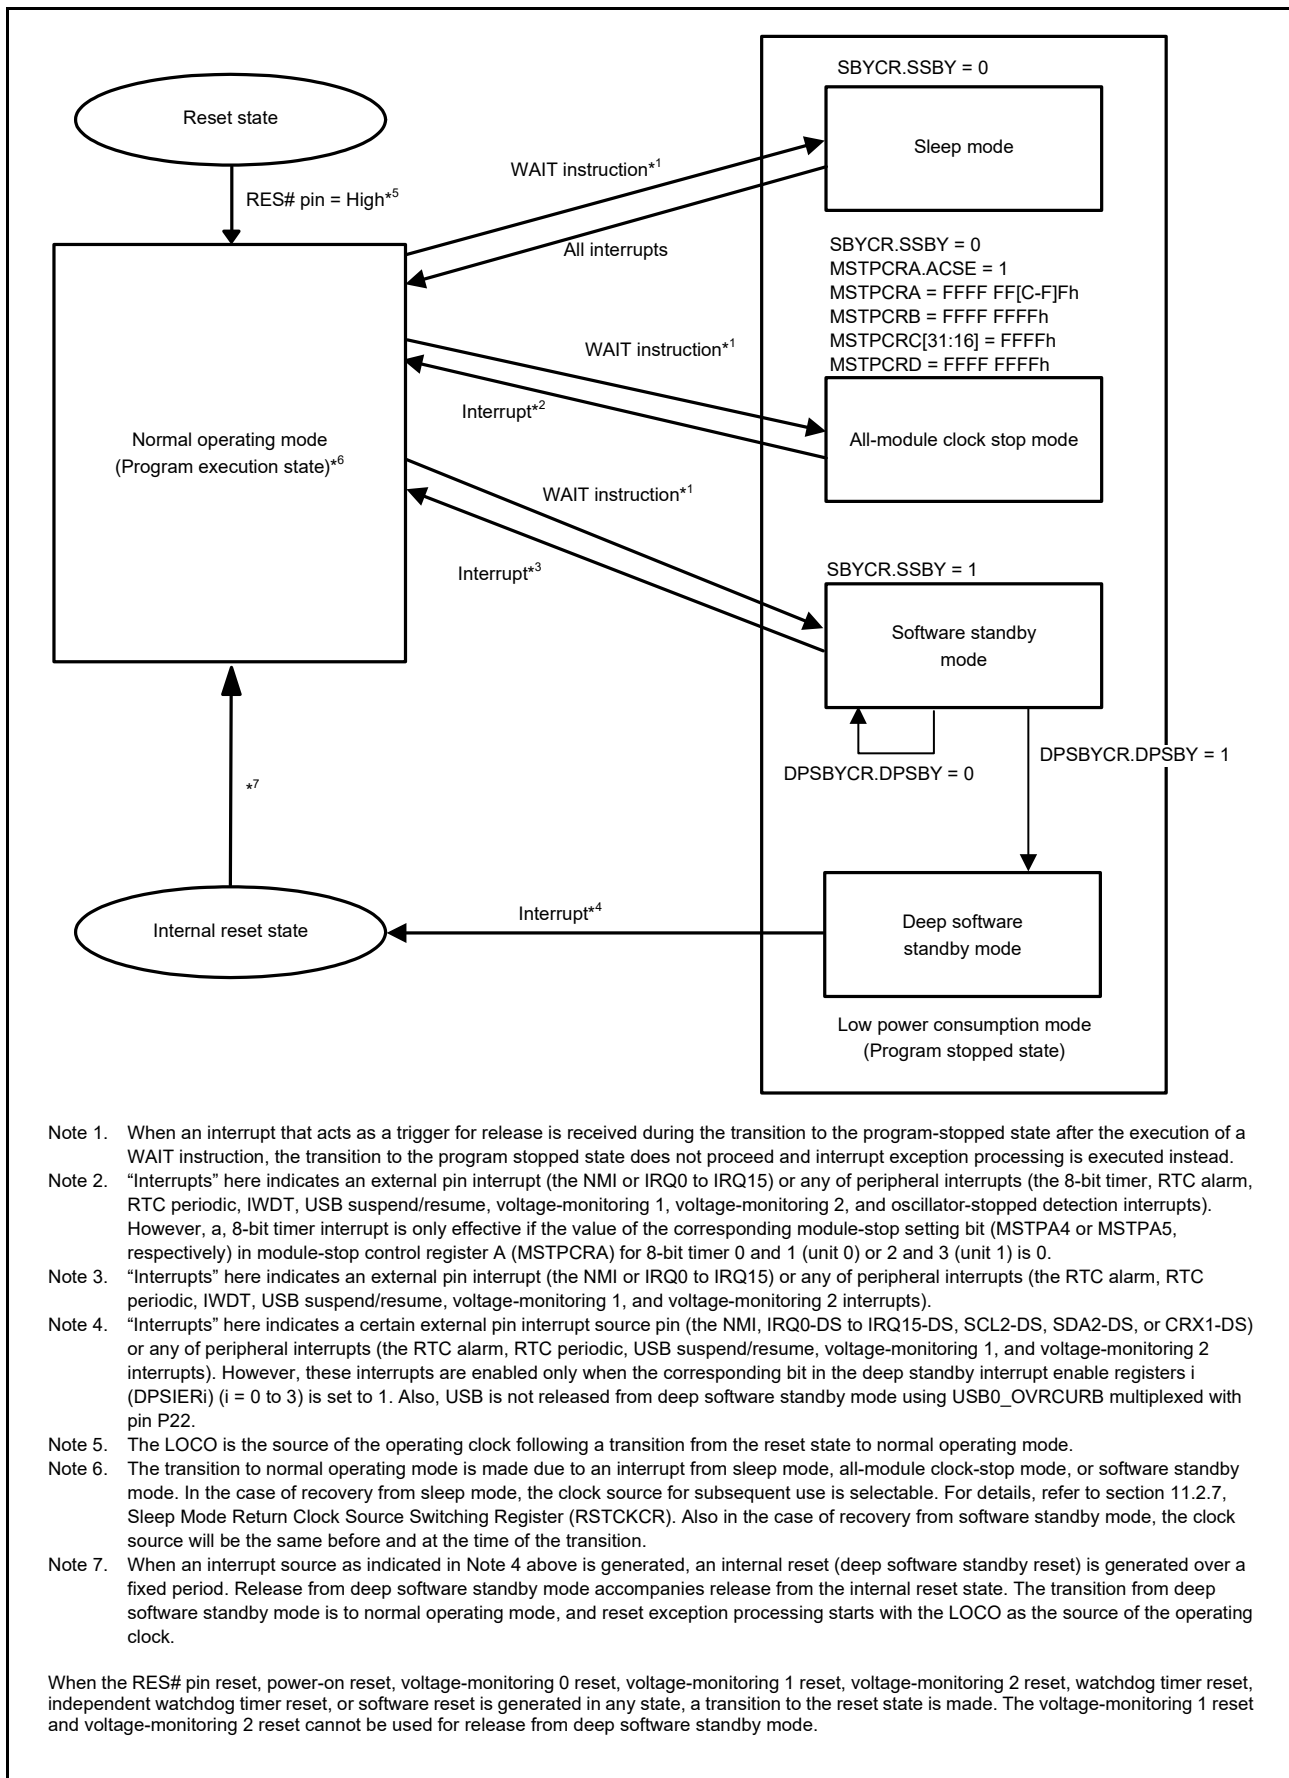 SBYCR.SSBY = 0
Reset state
Sleep mode
WAIT instruction*1
RES# pin = High*5
All interrupts
SBYCR.SSBY = 0
MSTPCRA.ACSE = 1
MSTPCRA = FFFF FF[C-F]Fh
MSTPCRB = FFFF FFFFh
MSTPCRC[31:16] = FFFFh
MSTPCRD = FFFF FFFFh
WAIT instruction*1
Interrupt*2
All-module clock stop mode
Normal operating mode
(Program execution state)*6
WAIT instruction*1
Interrupt*3
SBYCR.SSBY = 1
Software standby
mode
DPSBYCR.DPSBY = 0
DPSBYCR.DPSBY = 1
*7
Interrupt*4
Internal reset state
Deep software
standby mode
Low power consumption mode
(Program stopped state)
Note 1. When an interrupt that acts as a trigger for release is received during the transition to the program-stopped state after the execution of a
WAIT instruction, the transition to the program stopped state does not proceed and interrupt exception processing is executed instead.
Note 2. “Interrupts” here indicates an external pin interrupt (the NMI or IRQ0 to IRQ15) or any of peripheral interrupts (the 8-bit timer, RTC alarm,
RTC periodic, IWDT, USB suspend/resume, voltage-monitoring 1, voltage-monitoring 2, and oscillator-stopped detection interrupts).
However, a, 8-bit timer interrupt is only effective if the value of the corresponding module-stop setting bit (MSTPA4 or MSTPA5,
respectively) in module-stop control register A (MSTPCRA) for 8-bit timer 0 and 1 (unit 0) or 2 and 3 (unit 1) is 0.
Note 3. “Interrupts” here indicates an external pin interrupt (the NMI or IRQ0 to IRQ15) or any of peripheral interrupts (the RTC alarm, RTC
periodic, IWDT, USB suspend/resume, voltage-monitoring 1, and voltage-monitoring 2 interrupts).
Note 4. “Interrupts” here indicates a certain external pin interrupt source pin (the NMI, IRQ0-DS to IRQ15-DS, SCL2-DS, SDA2-DS, or CRX1-DS)
or any of peripheral interrupts (the RTC alarm, RTC periodic, USB suspend/resume, voltage-monitoring 1, and voltage-monitoring 2
interrupts). However, these interrupts are enabled only when the corresponding bit in the deep standby interrupt enable registers i
(DPSIERi) (i = 0 to 3) is set to 1. Also, USB is not released from deep software standby mode using USB0_OVRCURB multiplexed with
pin P22.
Note 5. The LOCO is the source of the operating clock following a transition from the reset state to normal operating mode.
Note 6. The transition to normal operating mode is made due to an interrupt from sleep mode, all-module clock-stop mode, or software standby
mode. In the case of recovery from sleep mode, the clock source for subsequent use is selectable. For details, refer to section 11.2.7,
Sleep Mode Return Clock Source Switching Register (RSTCKCR). Also in the case of recovery from software standby mode, the clock
source will be the same before and at the time of the transition.
Note 7. When an interrupt source as indicated in Note 4 above is generated, an internal reset (deep software standby reset) is generated over a
fixed period. Release from deep software standby mode accompanies release from the internal reset state. The transition from deep
software standby mode is to normal operating mode, and reset exception processing starts with the LOCO as the source of the operating
clock.
When the RES# pin reset, power-on reset, voltage-monitoring 0 reset, voltage-monitoring 1 reset, voltage-monitoring 2 reset, watchdog timer reset,
independent watchdog timer reset, or software reset is generated in any state, a transition to the reset state is made. The voltage-monitoring 1 reset
and voltage-monitoring 2 reset cannot be used for release from deep software standby mode.